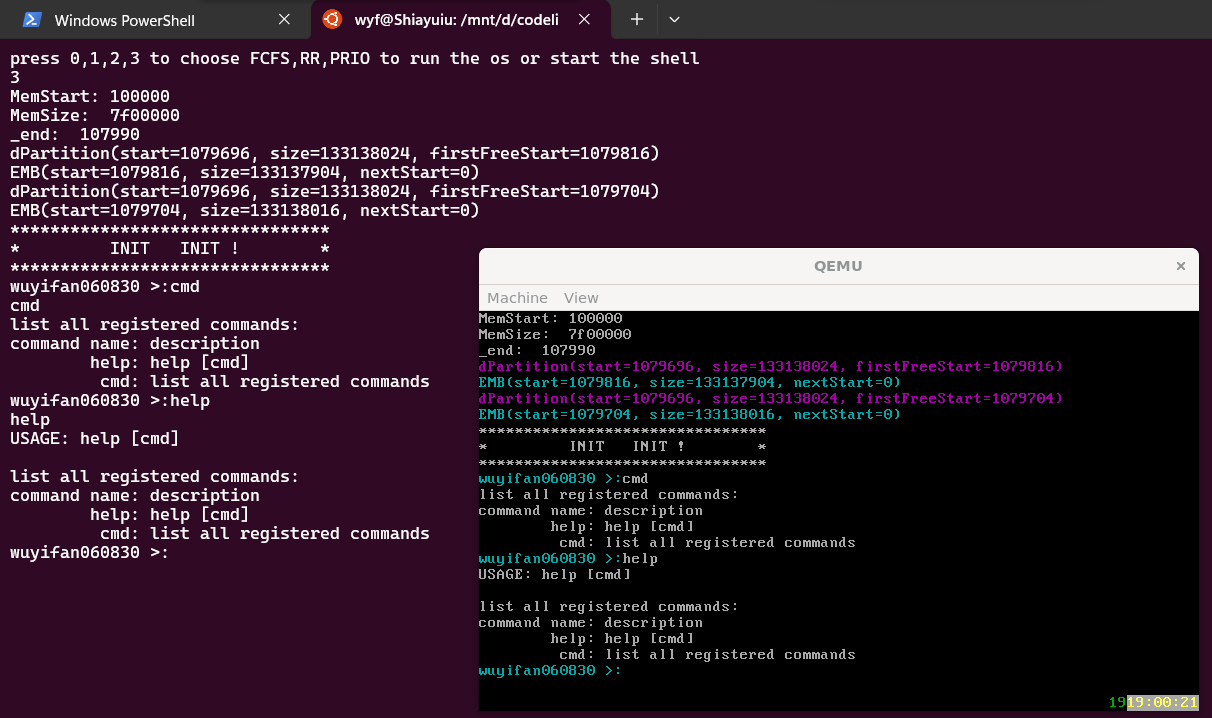 Windows PowerShell
wyf@Shiayuiu: /mnt/d/codeli
press 0,1,2,3 to choose FCFS,RR,PRIO to run the os or start the shell
3
MemStart: 100000
MemSize:  7f00000
_end:  107990
dPartition(start=1079696, size=133138024, firstFreeStart=1079816)
EMB(start=1079816, size=133137904, nextStart=0)
dPartition(start=1079696, size=133138024, firstFreeStart=1079704)
EMB(start=1079704, size=133138016, nextStart=0)
********************************
*         INIT   INIT !        *
********************************
wuyifan060830 >:cmd
cmd
list all registered commands:
command name: description
        help: help [cmd]
         cmd: list all registered commands
wuyifan060830 >:help
help
USAGE: help [cmd]

list all registered commands:
command name: description
        help: help [cmd]
         cmd: list all registered commands
wuyifan060830 >:
QEMU
Machine View
MemStart: 100000
MemSize:  7f00000
_end:  107990
dPartition(start=1079696, size=133138024, firstFreeStart=1079816)
EMB(start=1079816, size=133137904, nextStart=0)
dPartition(start=1079696, size=133138024, firstFreeStart=1079704)
EMB(start=1079704, size=133138016, nextStart=0)
********************************
*         INIT   INIT !        *
********************************
wuyifan060830 >:cmd
list all registered commands:
command name: description
        help: help [cmd]
         cmd: list all registered commands
wuyifan060830 >:help
USAGE: help [cmd]

list all registered commands:
command name: description
        help: help [cmd]
         cmd: list all registered commands
wuyifan060830 >:
1919:00:21